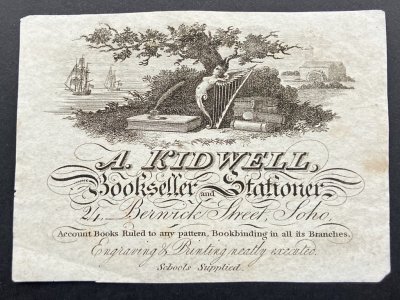 A. KIDWELL,
Bookseller and Stationer
24, Berwick Street, Soho,
Account Books Ruled to any pattern, Bookbinding in all its Branches.
Engraving & Printing neatly executed.
Schools Supplied.